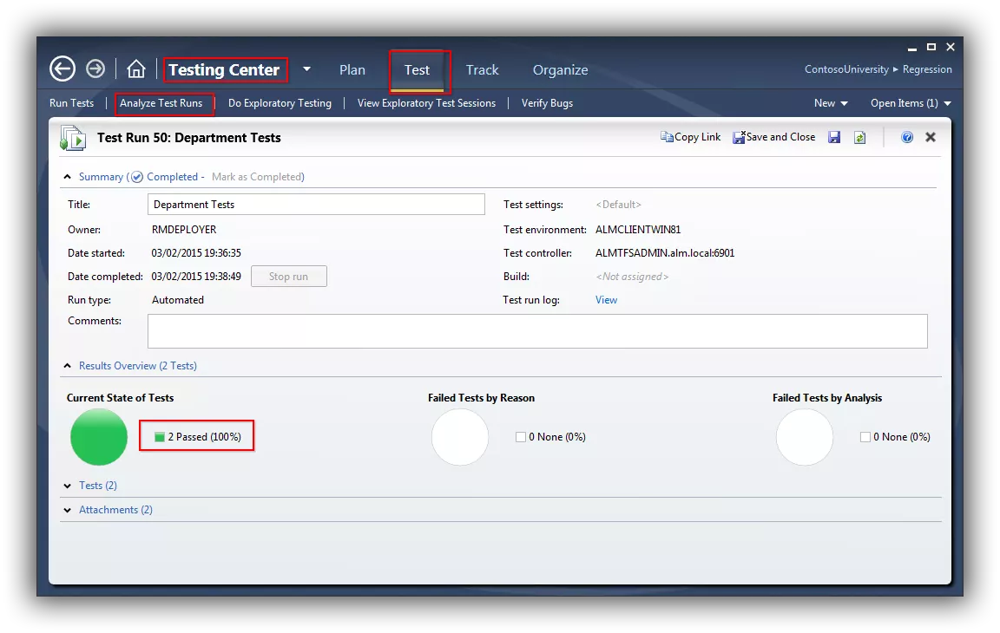 Testing Center Plan Test Track Organize ContosoUniversity ▸ Regression
Run Tests | Analyze Test Runs | Do Exploratory Testing | View Exploratory Test Sessions | Verify Bugs New Open Items (1)
Test Run 50: Department Tests Copy Link Save and Close
Summary ( Completed - Mark as Completed)
Title: Department Tests Test settings: <Default>
Owner: RMDEPLOYER Test environment: ALMCLIENTWIN81
Date started: 03/02/2015 19:36:35 Test controller: ALMTFSADMIN.alm.local:6901
Date completed: 03/02/2015 19:38:49 Stop run Build: <Not assigned>
Run type: Automated Test run log: View
Comments:
Results Overview (2 Tests)
Current State of Tests Failed Tests by Reason Failed Tests by Analysis
2 Passed (100%) 0 None (0%) 0 None (0%)
Tests (2)
Attachments (2)